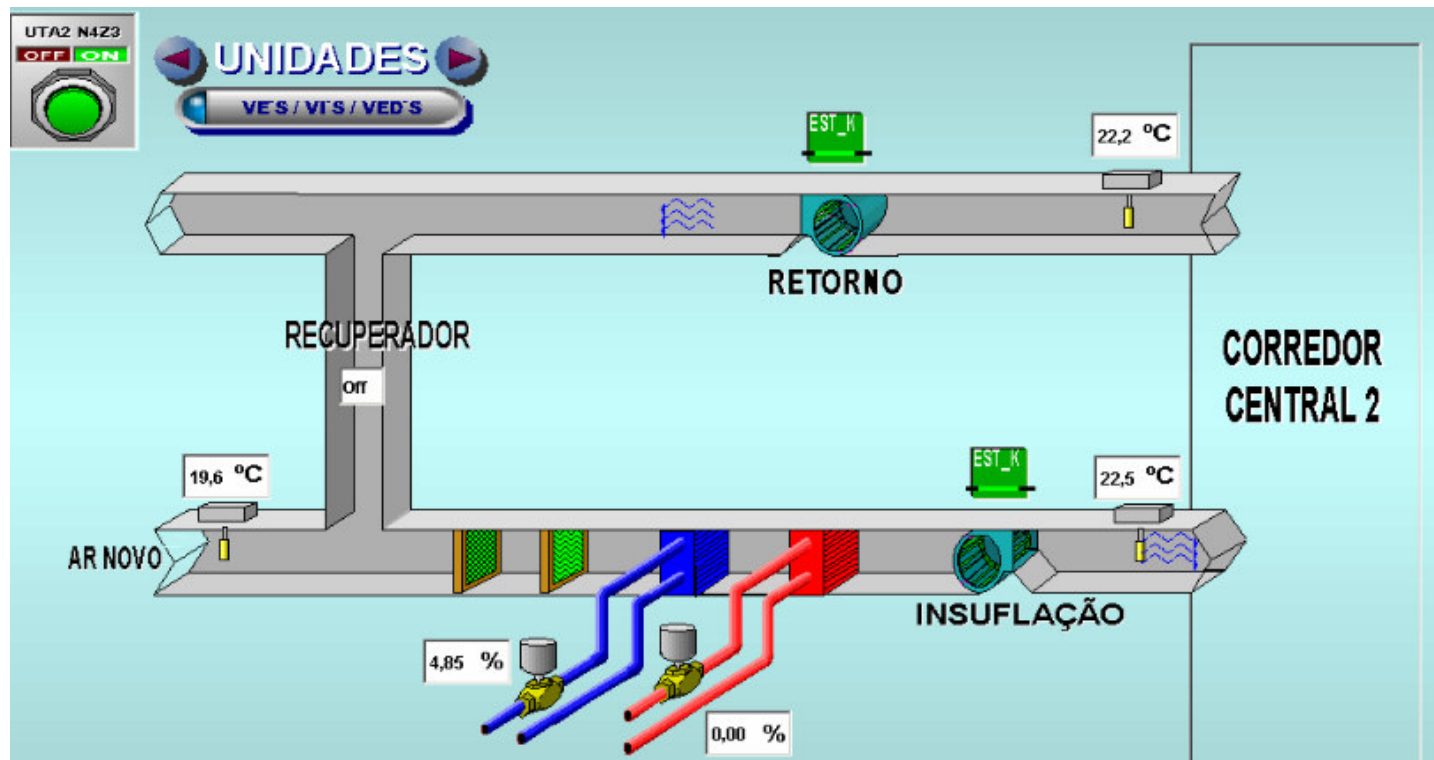 UTA2 N4Z3
OFF ON
UNIDADES
VE'S / VI'S / VED'S
EST_K
22,2 ºC
RETORNO
RECUPERADOR
Off
CORREDOR
CENTRAL 2
EST_K
19,6 ºC
22,5 ºC
AR NOVO
INSUFLAÇÃO
4,85 %
0,00 %